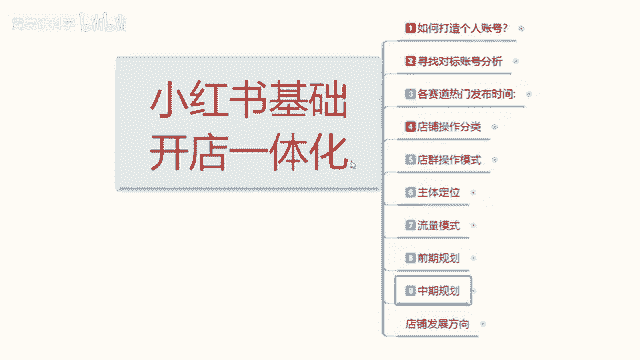 小红书基础
开店一体化
1 如何打造个人账号?
2 寻找对标账号分析
3 各赛道热门发布时间:
4 店铺操作分类
5 店群操作模式
6 主体定位
7 流量模式
8 前期规划
9 中期规划
店铺发展方向